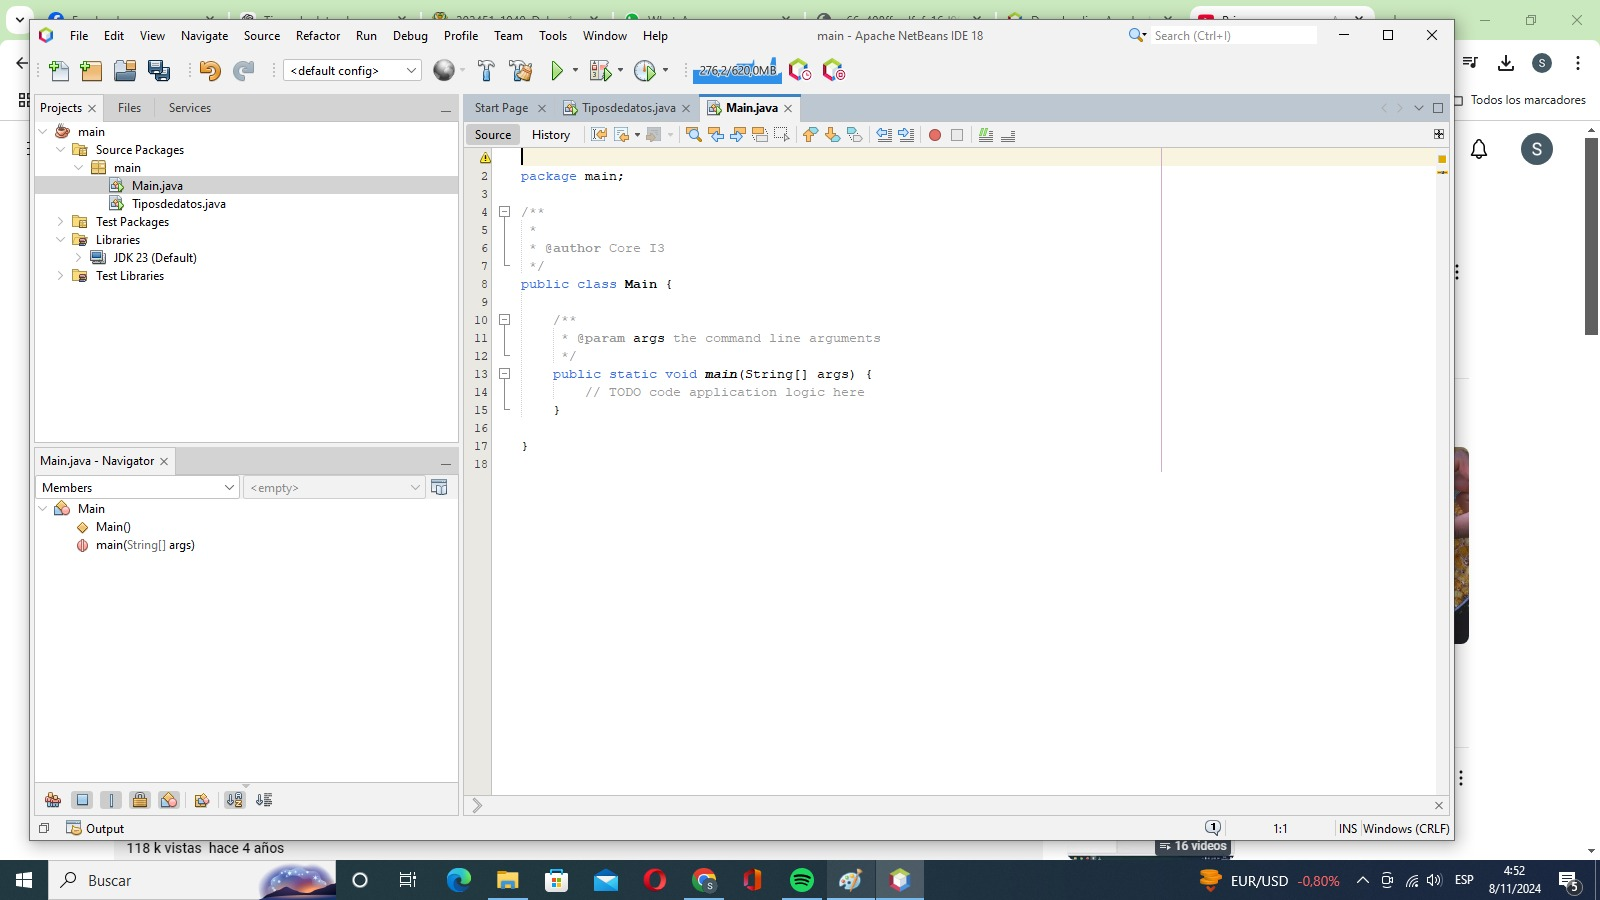 File Edit View Navigate Source Refactor Run Debug Profile Team Tools Window Help
main - Apache NetBeans IDE 18
Search (Ctrl+I)
<default config>
276,2/620,0MB
Todos los marcadores
S
S
Projects Files Services
main
Source Packages
main
Main.java
Tiposdedatos.java
Test Packages
Libraries
JDK 23 (Default)
Test Libraries
Start Page Tiposdedatos.java Main.java
Source History
2 package main;
3
4 /**
5 *
6 * @author Core I3
7 */
8 public class Main {
9
10 /**
11 * @param args the command line arguments
12 */
13 public static void main(String[] args) {
14 // TODO code application logic here
15 }
16
17 }
18
Main.java - Navigator
Members
<empty>
Main
Main()
main(String[] args)
Output
1
1:1
INS
Windows (CRLF)
118 k vistas hace 4 años
16 videos
Buscar
S
EUR/USD -0,80%
ESP
4:52
8/11/2024
5